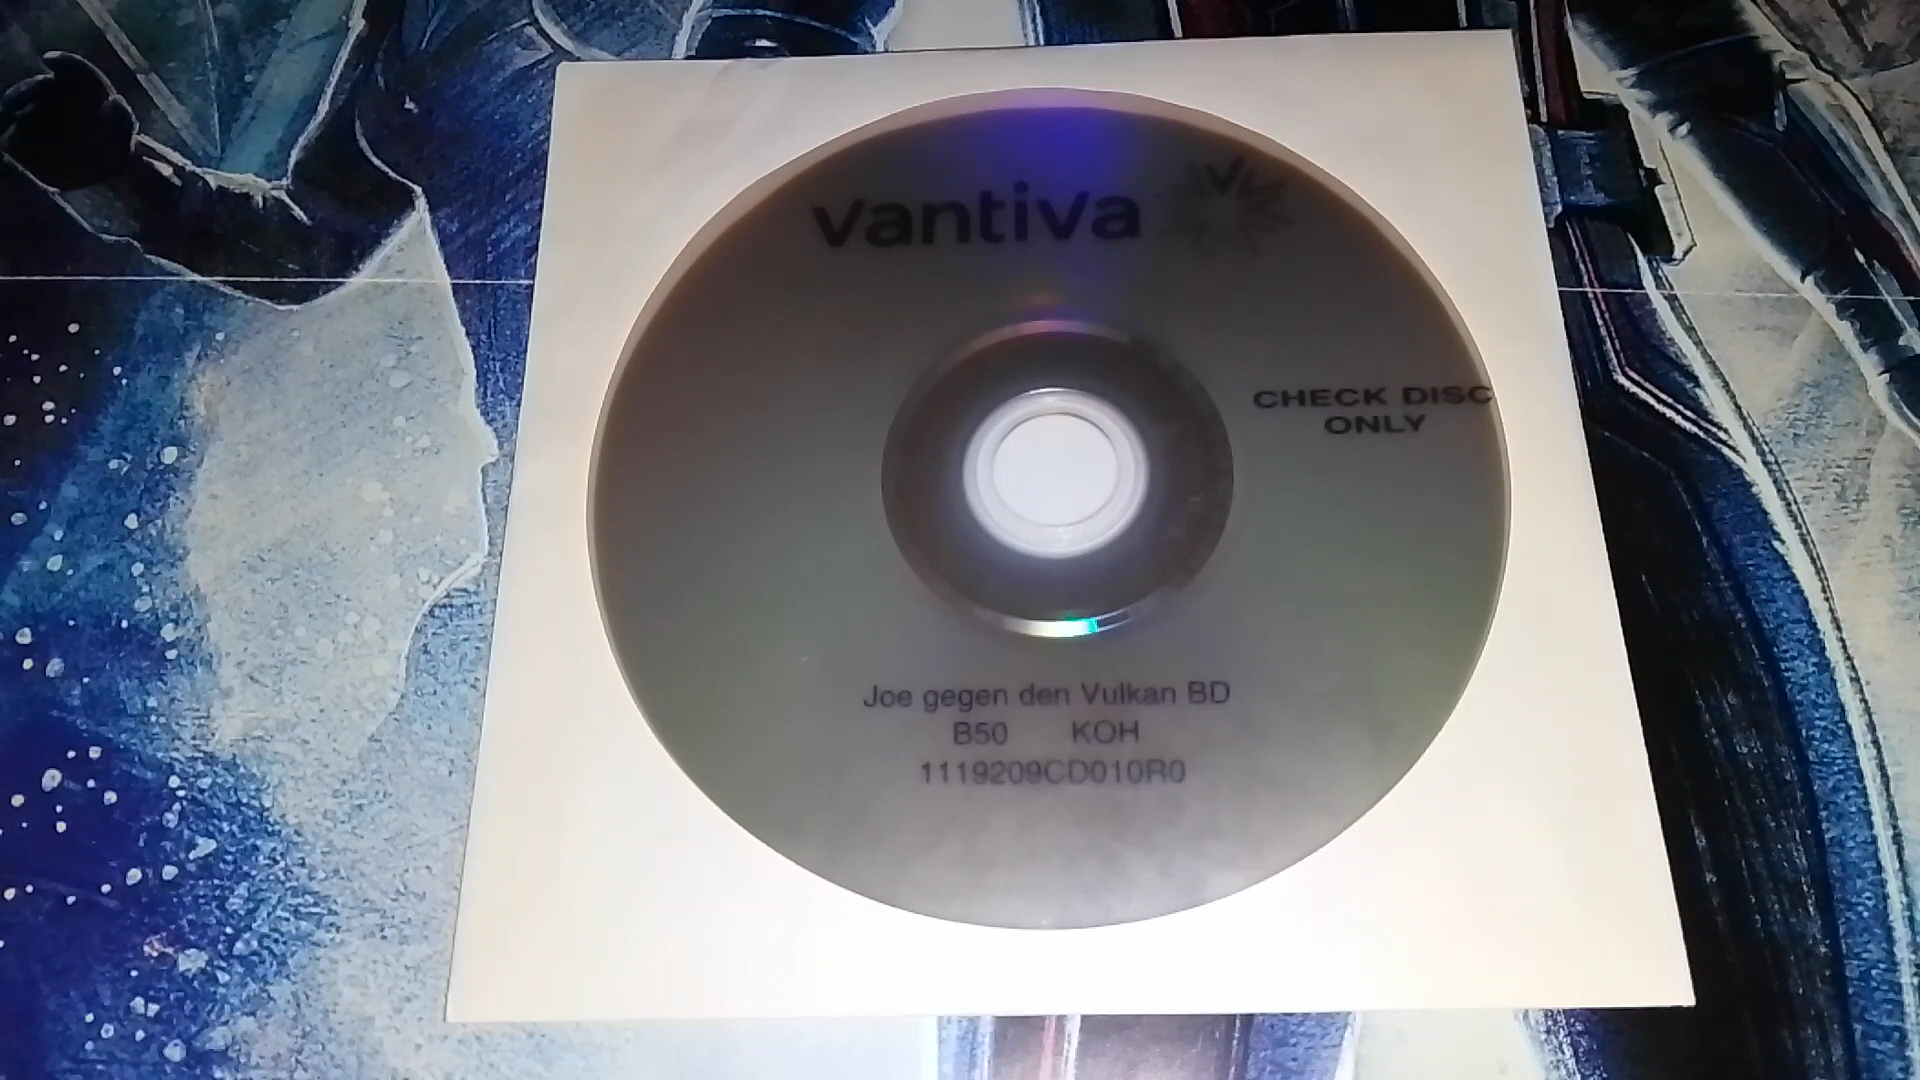 vantiva
CHECK DISC
ONLY
Joe gegen den Vulkan BD
B50 KOH
1119209CD010R0